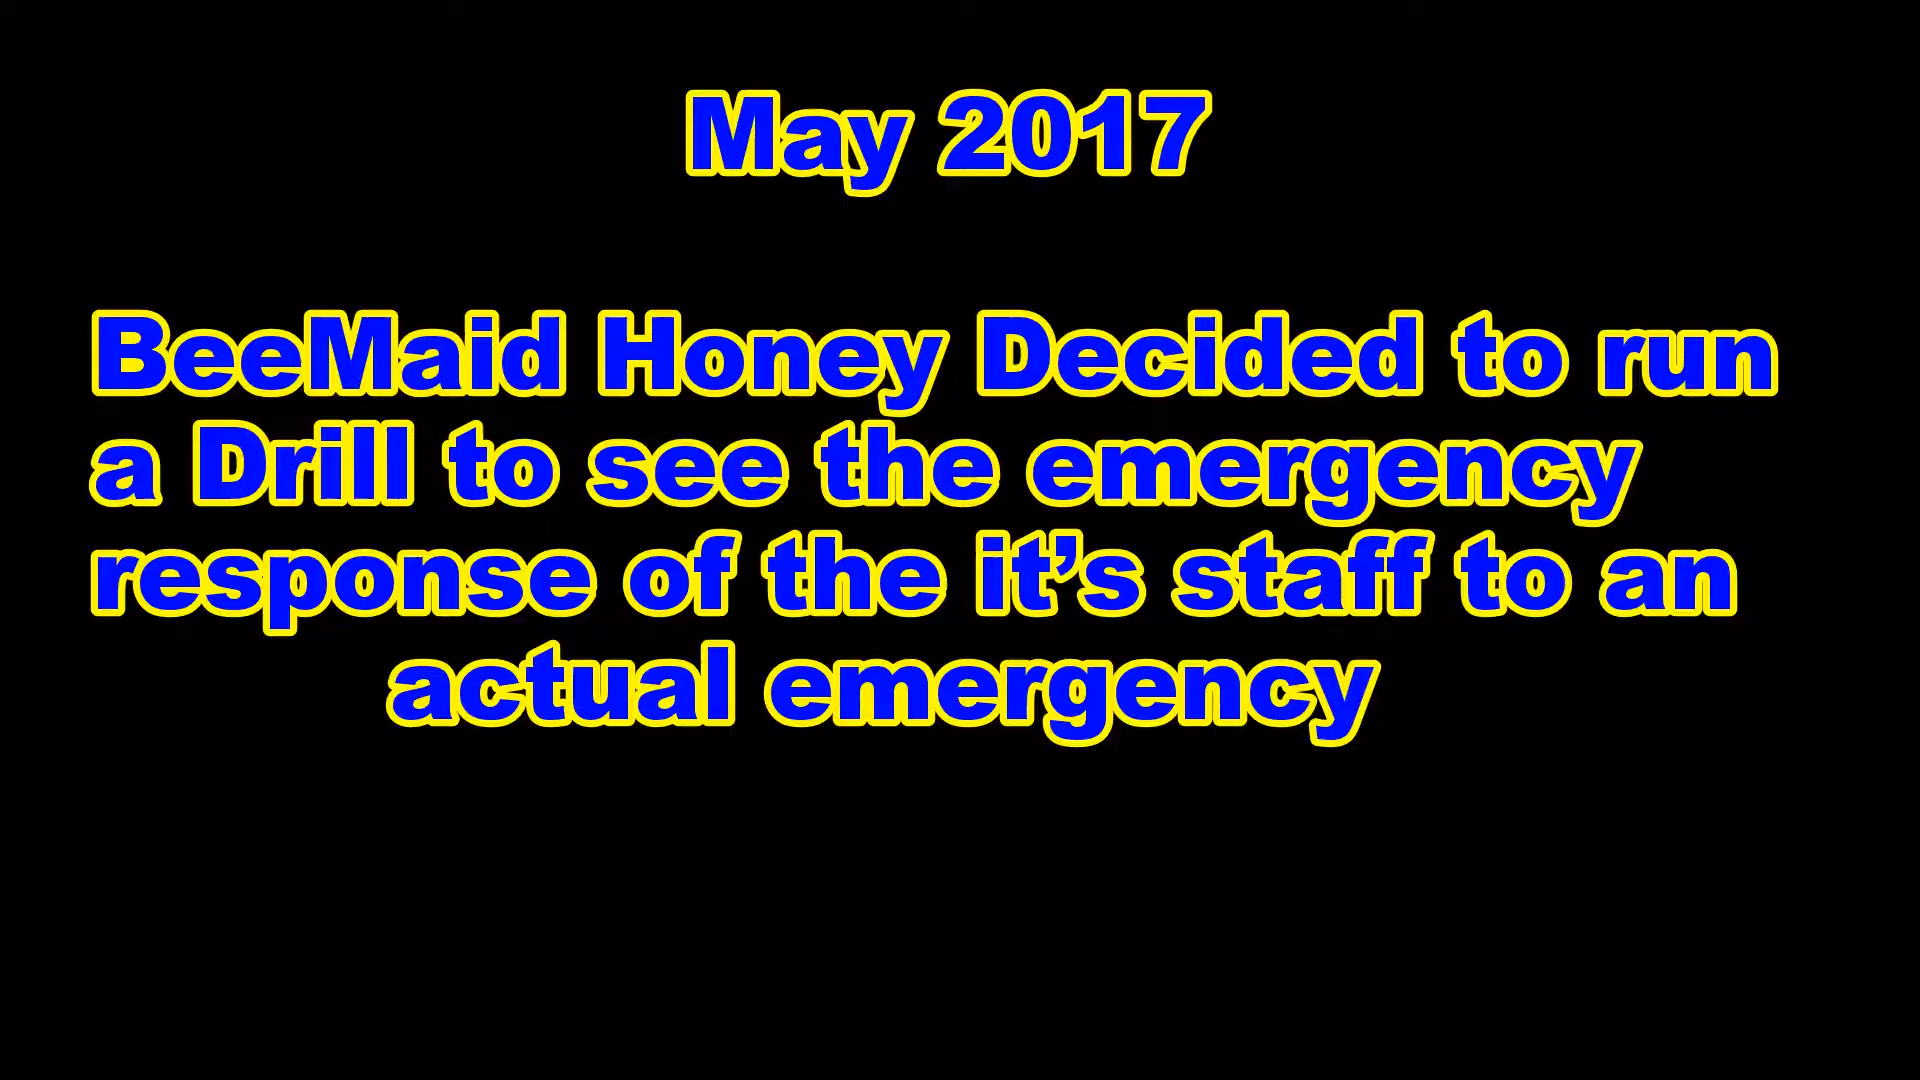 May 2017
BeeMaid Honey Decided to run
a Drill to see the emergency
response of the it’s staff to an
actual emergency